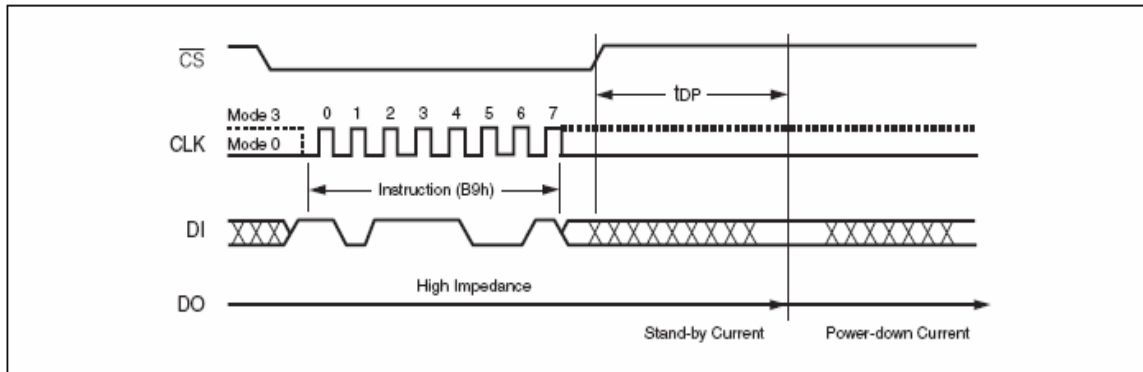 CS
tDP
Mode 3
0 1 2 3 4 5 6 7
CLK
Mode 0
Instruction (B9h)
DI
High Impedance
DO
Stand-by Current
Power-down Current